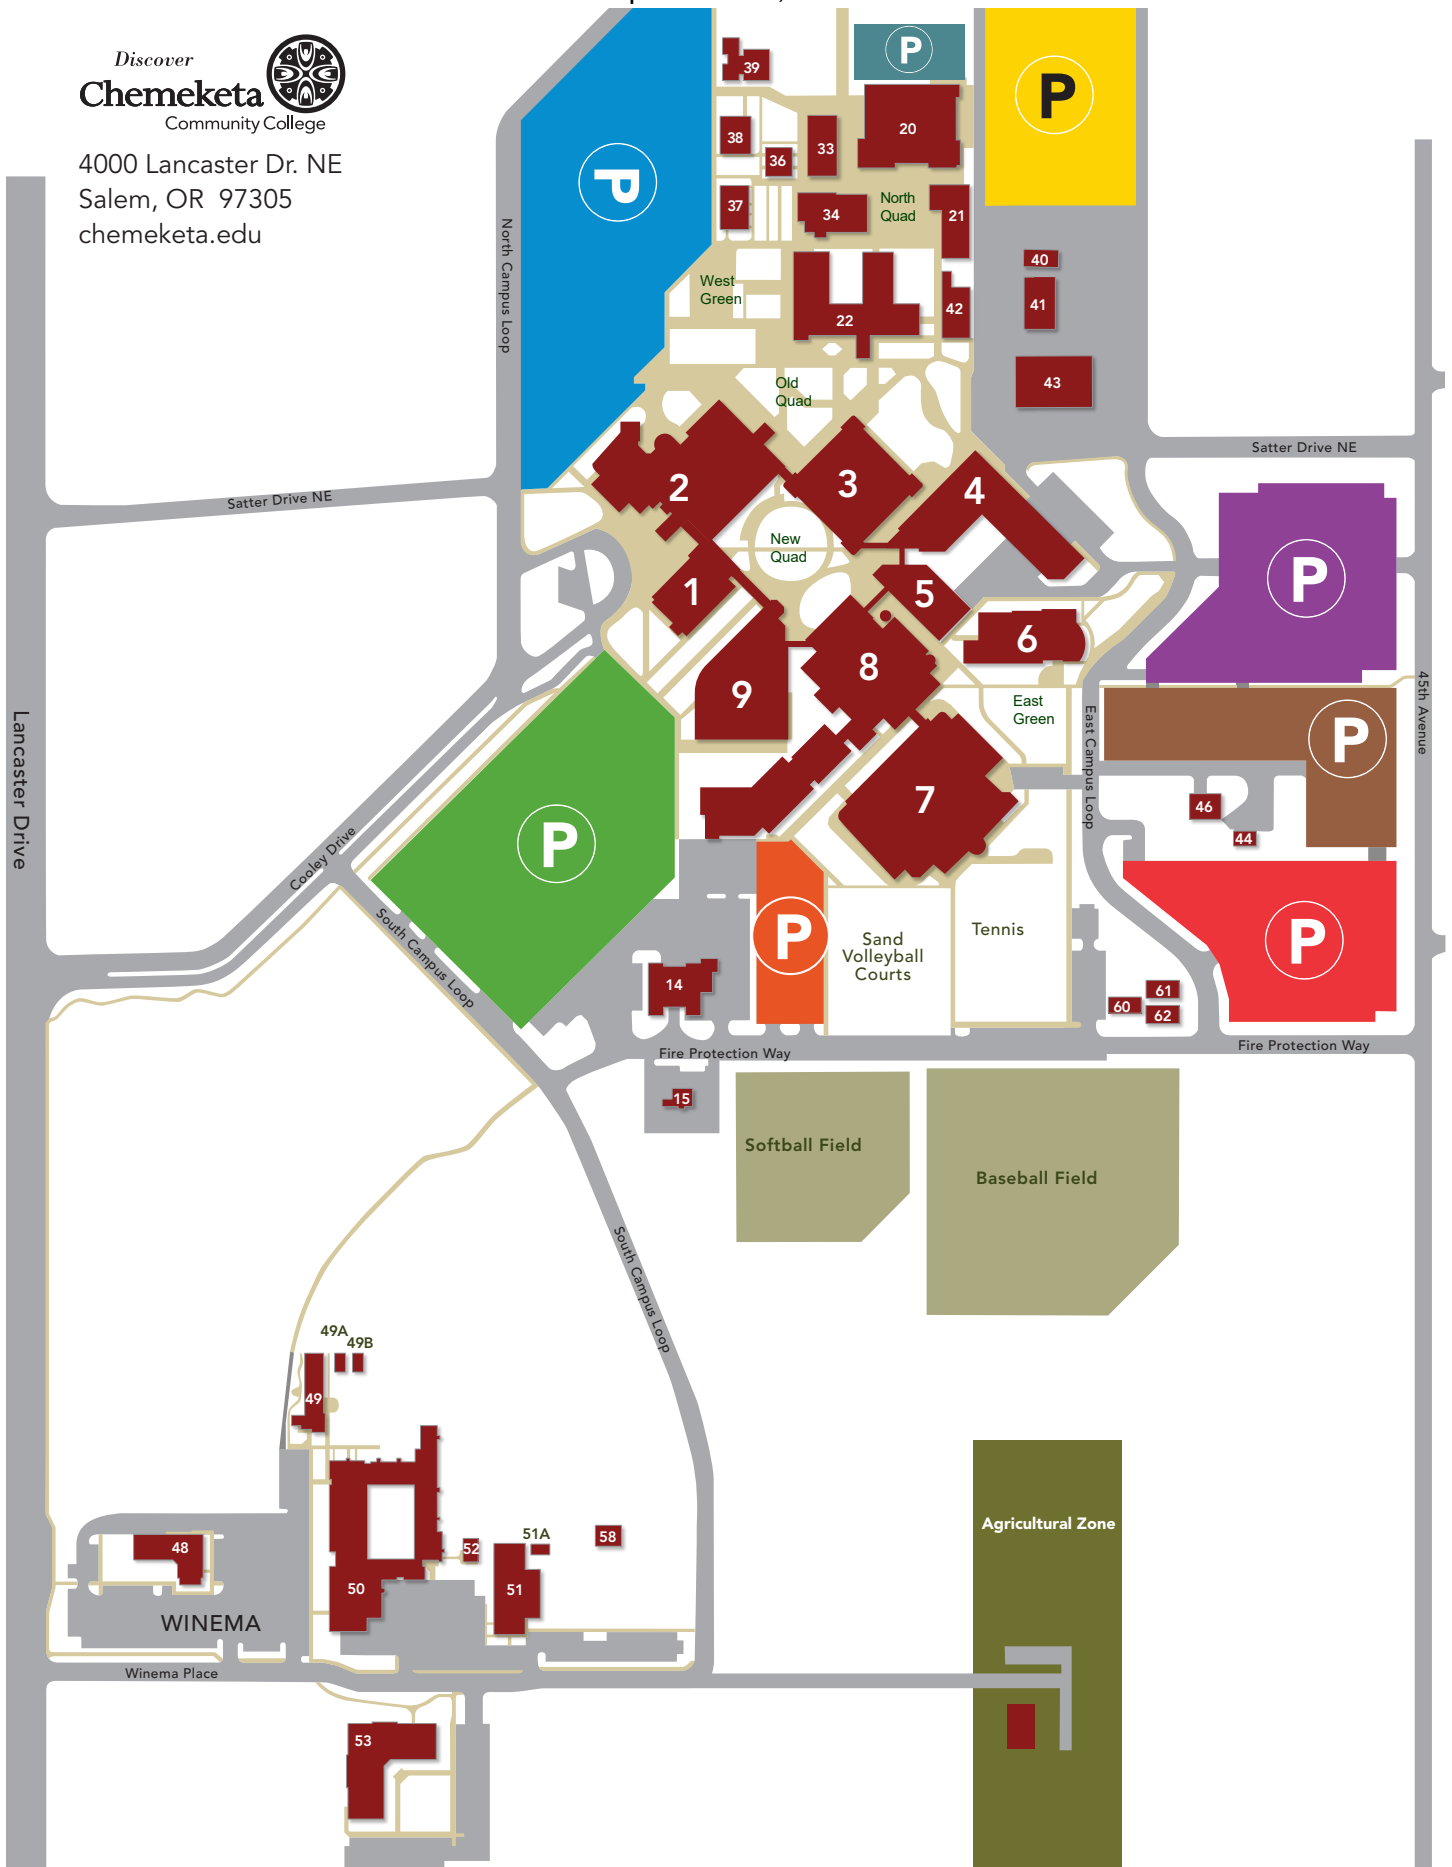 Discover
Chemeketa
Community College
4000 Lancaster Dr. NE
Salem, OR 97305
chemeketa.edu
P
P
P
39
38
36
33
20
37
34
North
Quad
21
40
41
42
43
West
Green
22
North Campus Loop
Old
Quad
Satter Drive NE
Satter Drive NE
2
3
4
New
Quad
1
5
6
P
8
9
East
Green
45th Avenue
East Campus Loop
Lancaster Drive
P
7
46
44
P
Cooley Drive
South Campus Loop
P
Sand
Volleyball
Courts
Tennis
P
14
61
60
62
Fire Protection Way
Fire Protection Way
15
Softball Field
Baseball Field
South Campus Loop
49A
49B
49
Agricultural Zone
48
52
51A
58
50
51
WINEMA
Winema Place
53